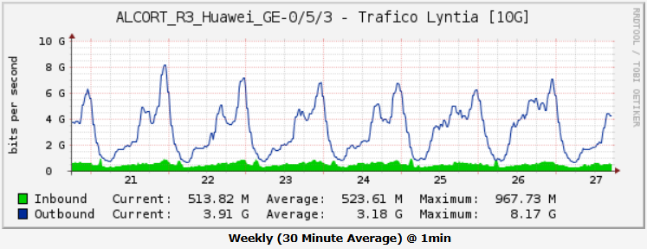 ALCORT_R3_Huawei_GE-0/5/3 - Trafico Lyntia [10G]
RRDTOOL / TOBI OETIKER
bits per second
10 G
8 G
6 G
4 G
2 G
0
21 22 23 24 25 26 27
Inbound Current: 513.82 M Average: 523.61 M Maximum: 967.73 M
Outbound Current: 3.91 G Average: 3.18 G Maximum: 8.17 G
Weekly (30 Minute Average) @ 1min